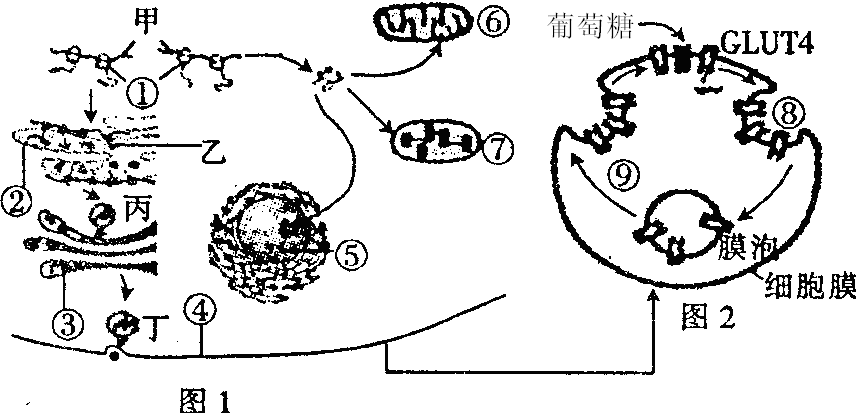 甲
①
乙
②
丙
③
丁
④
⑤
⑥
⑦
图1
葡萄糖
GLUT4
⑧
⑨
膜泡
细胞膜
图2